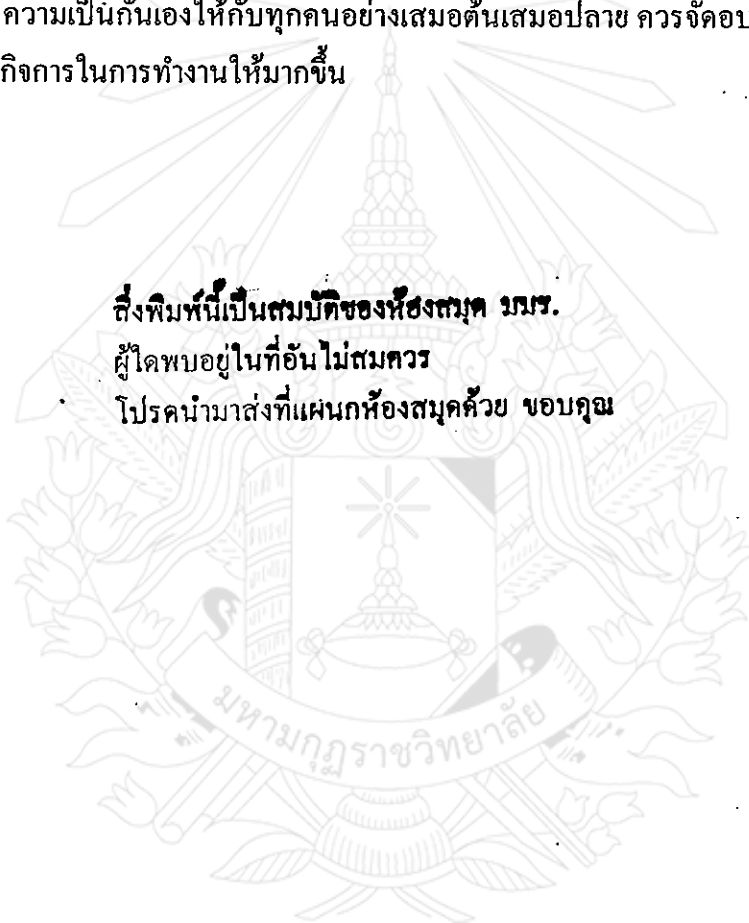 ความเป็นกันเองให้กับทุกคนอย่างเสมอต้นเสมอปลาย ควรจัดอบ
กิจการในการทำงานให้มากขึ้น
สิ่งพิมพ์นี้เป็นสมบัติของห้องสมุด มมร.
ผู้ใดพบอยู่ในที่อันไม่สมควร
โปรดนำมาส่งที่แผนกห้องสมุดด้วย ขอบคุณ
มหามกุฏราชวิทยาลัย